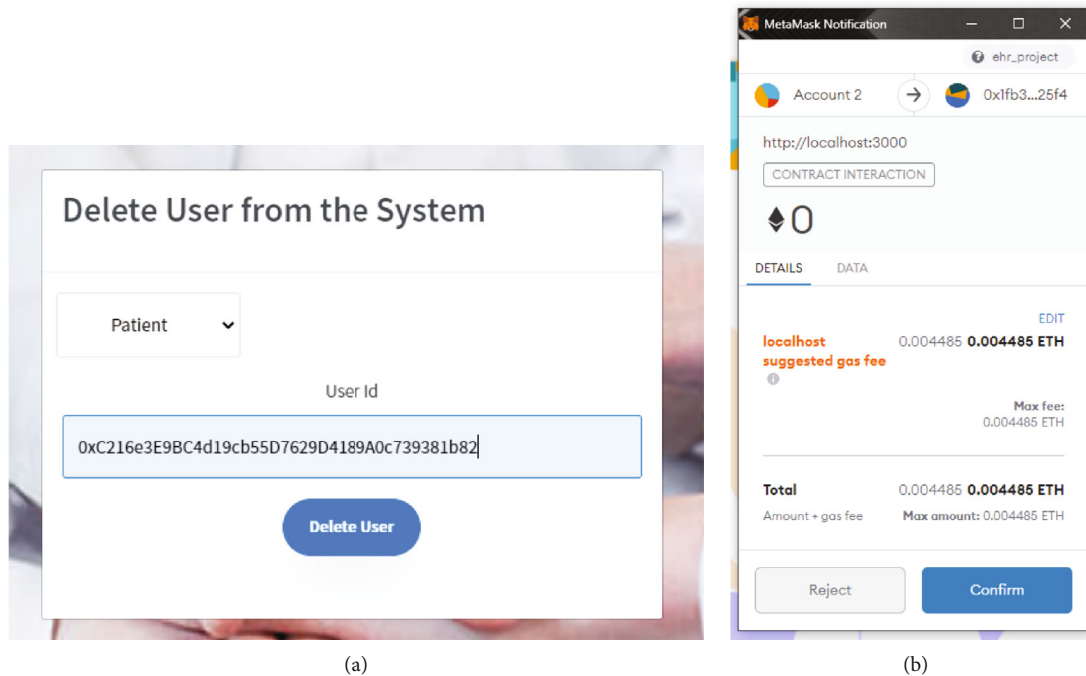 Delete User from the System
Patient
User Id
0xC216e3E9BC4d19cb55D7629D4189A0c739381b82
Delete User
(a)
MetaMask Notification
ehr_project
Account 2
0x1fb3...25f4
http://localhost:3000
CONTRACT INTERACTION
0
DETAILS DATA
EDIT
localhost 0.004485 0.004485 ETH
suggested gas fee
Max fee:
0.004485 ETH
Total 0.004485 0.004485 ETH
Amount + gas fee Max amount: 0.004485 ETH
Reject Confirm
(b)